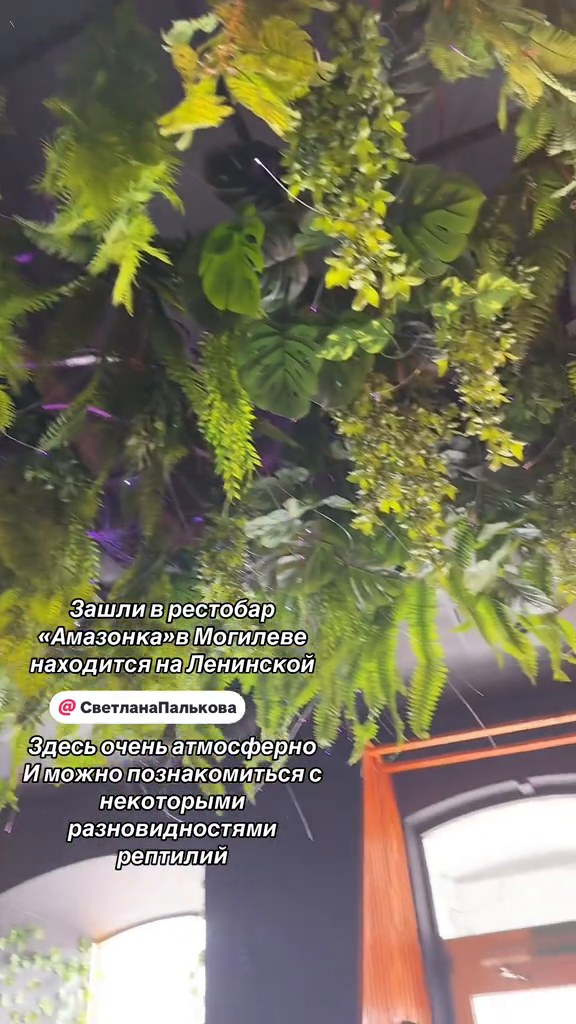 Зашли в рестобар
«Амазонка»в Могилеве
находится на Ленинской
@СветланаПалькова
Здесь очень атмосферно
И можно познакомиться с
некоторыми
разновидностями
рептилий